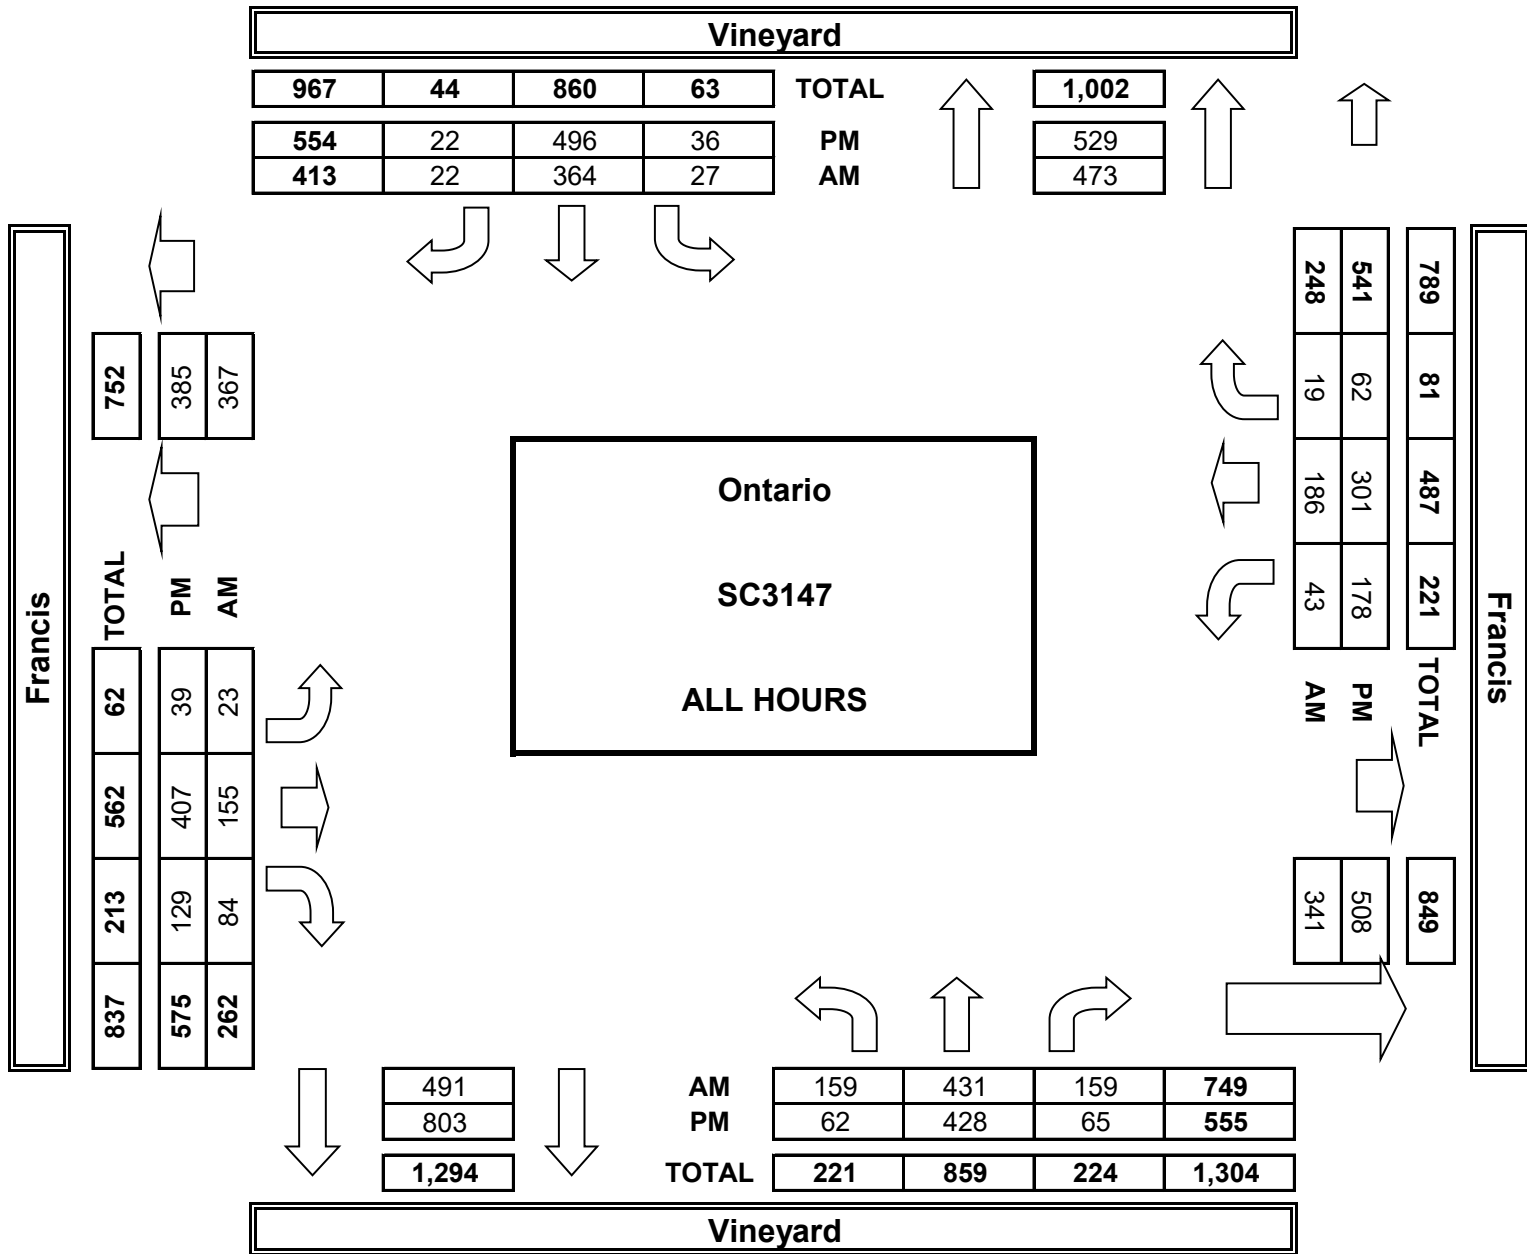 Vineyard
967 44 860 63 TOTAL 1,002
554 22 496 36 PM 529
413 22 364 27 AM 473
Francis
752 385 367
TOTAL PM AM
62 39 23
562 407 155
213 129 84
837 575 262
Ontario
SC3147
ALL HOURS
248 541 789
19 62 81
186 301 487
43 178 221
AM PM TOTAL
341 508 849
Francis
491 AM 159 431 159 749
803 PM 62 428 65 555
1,294 TOTAL 221 859 224 1,304
Vineyard